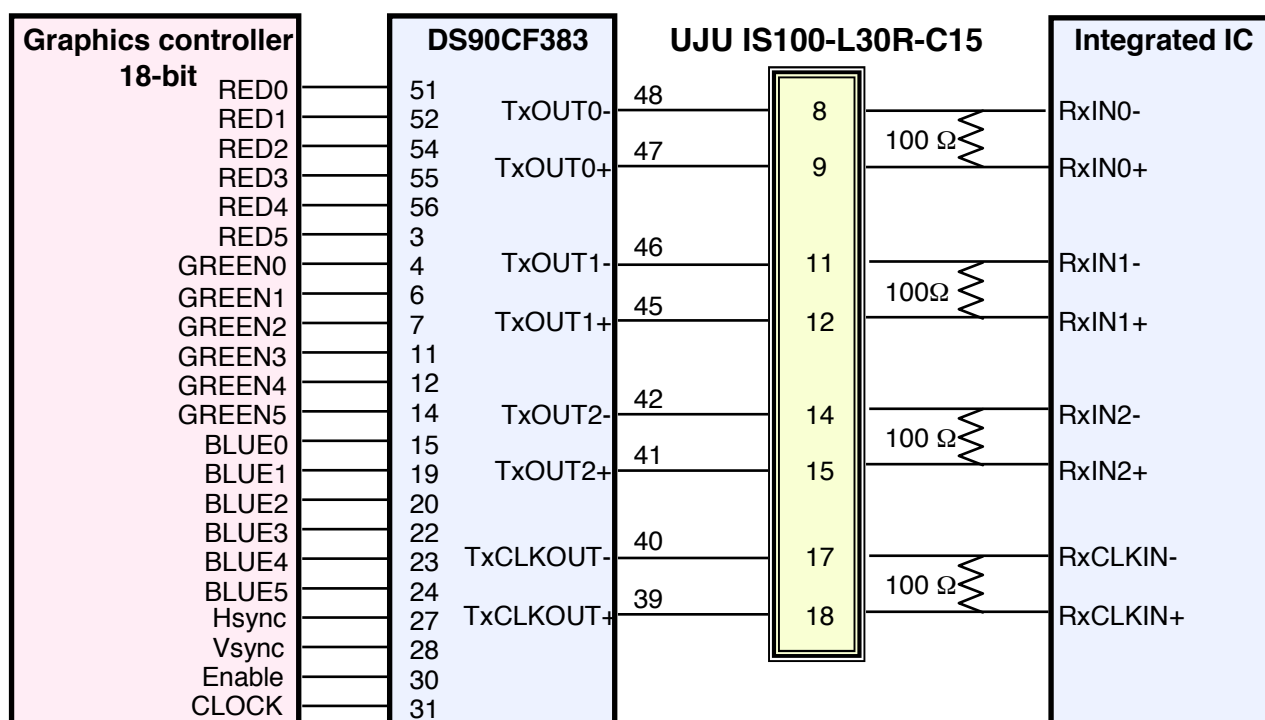 Graphics controller
18-bit
DS90CF383
UJU IS100-L30R-C15
Integrated IC
RED0
RED1
RED2
RED3
RED4
RED5
GREEN0
GREEN1
GREEN2
GREEN3
GREEN4
GREEN5
BLUE0
BLUE1
BLUE2
BLUE3
BLUE4
BLUE5
Hsync
Vsync
Enable
CLOCK
51
52
54
55
56
3
4
6
7
11
12
14
15
19
20
22
23
24
27
28
30
31
TxOUT0- 48 8 RxIN0-
100 Ω
TxOUT0+ 47 9 RxIN0+
TxOUT1- 46 11 RxIN1-
100Ω
TxOUT1+ 45 12 RxIN1+
TxOUT2- 42 14 RxIN2-
100 Ω
TxOUT2+ 41 15 RxIN2+
TxCLKOUT- 40 17 RxCLKIN-
100 Ω
TxCLKOUT+ 39 18 RxCLKIN+